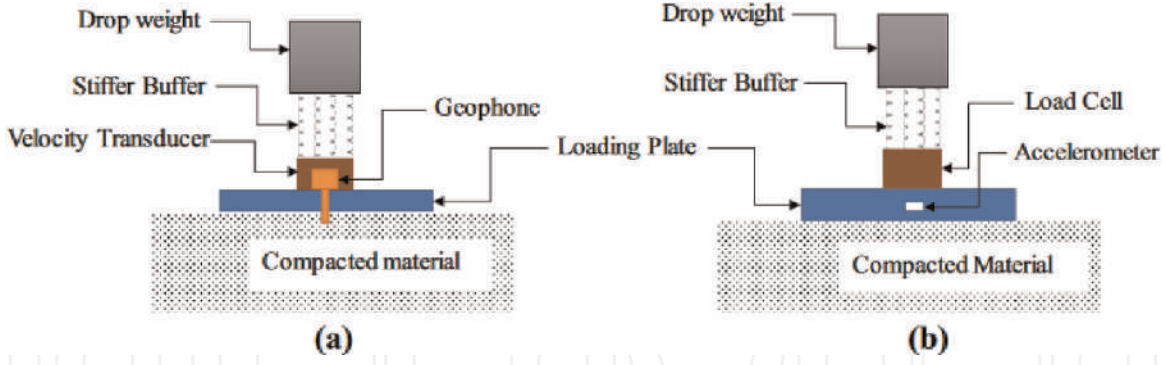 Drop weight
Stiffer Buffer
Velocity Transducer
Geophone
Loading Plate
Compacted material
(a)
Drop weight
Stiffer Buffer
Load Cell
Accelerometer
Compacted Material
(b)